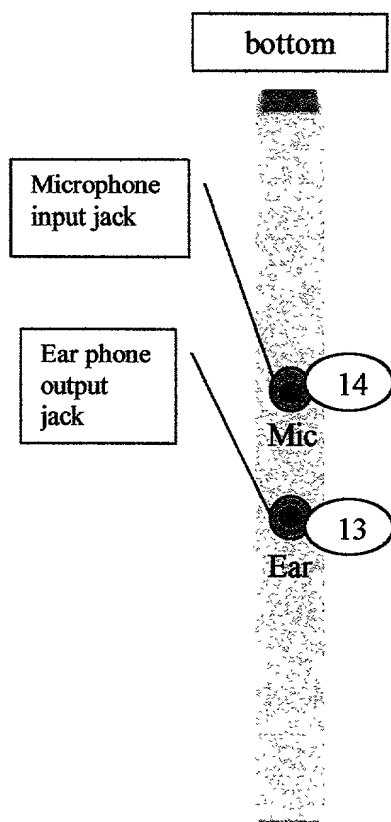 bottom
Microphone
input jack
14
Mic
Ear phone
output
jack
13
Ear